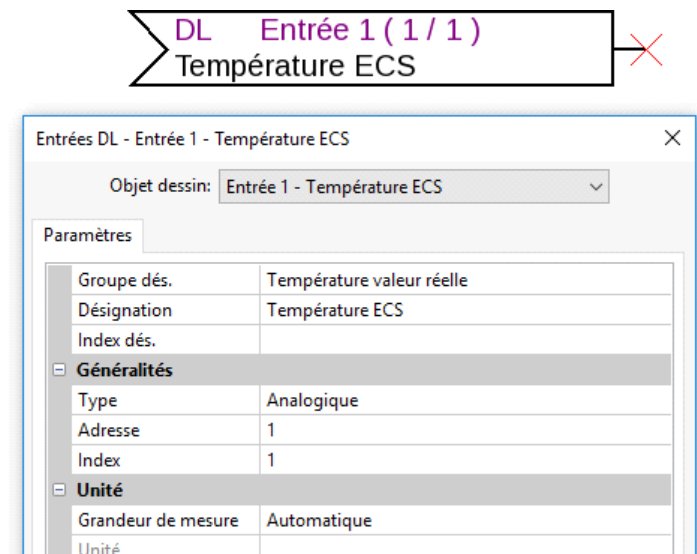 DL Entrée 1 ( 1 / 1 )
Température ECS
Entrées DL - Entrée 1 - Température ECS
Objet dessin: Entrée 1 - Température ECS
Paramètres
Groupe dés. Température valeur réelle
Désignation Température ECS
Index dés.
Généralités
Type Analogique
Adresse 1
Index 1
Unité
Grandeur de mesure Automatique
Unité